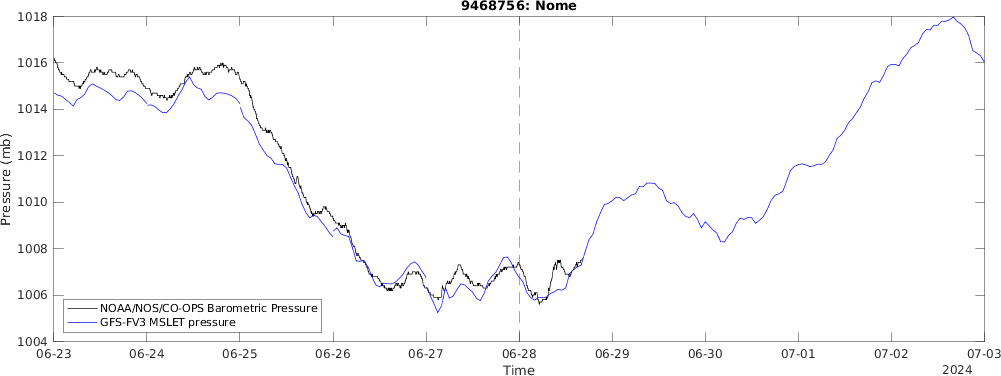 9468756: Nome
1018
1016
1014
1012
1010
1008
1006
1004
Pressure (mb)
NOAA/NOS/CO-OPS Barometric Pressure
GFS-FV3 MSLET pressure
06-23 06-24 06-25 06-26 06-27 06-28 06-29 06-30 07-01 07-02 07-03
Time
2024